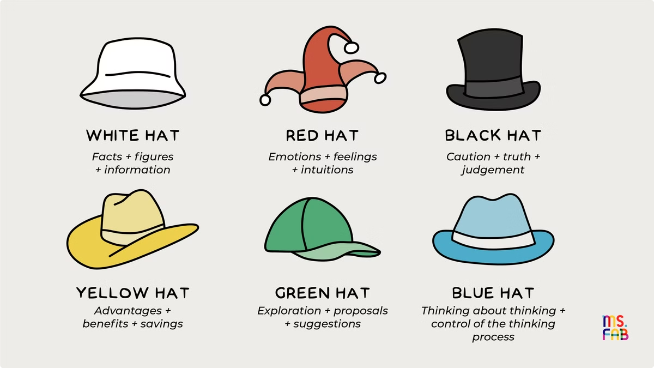 WHITE HAT
Facts + figures
+ information
RED HAT
Emotions + feelings
+ intuitions
BLACK HAT
Caution + truth +
judgement
YELLOW HAT
Advantages +
benefits + savings
GREEN HAT
Exploration + proposals
+ suggestions
BLUE HAT
Thinking about thinking +
control of the thinking
process
ms.
FAB